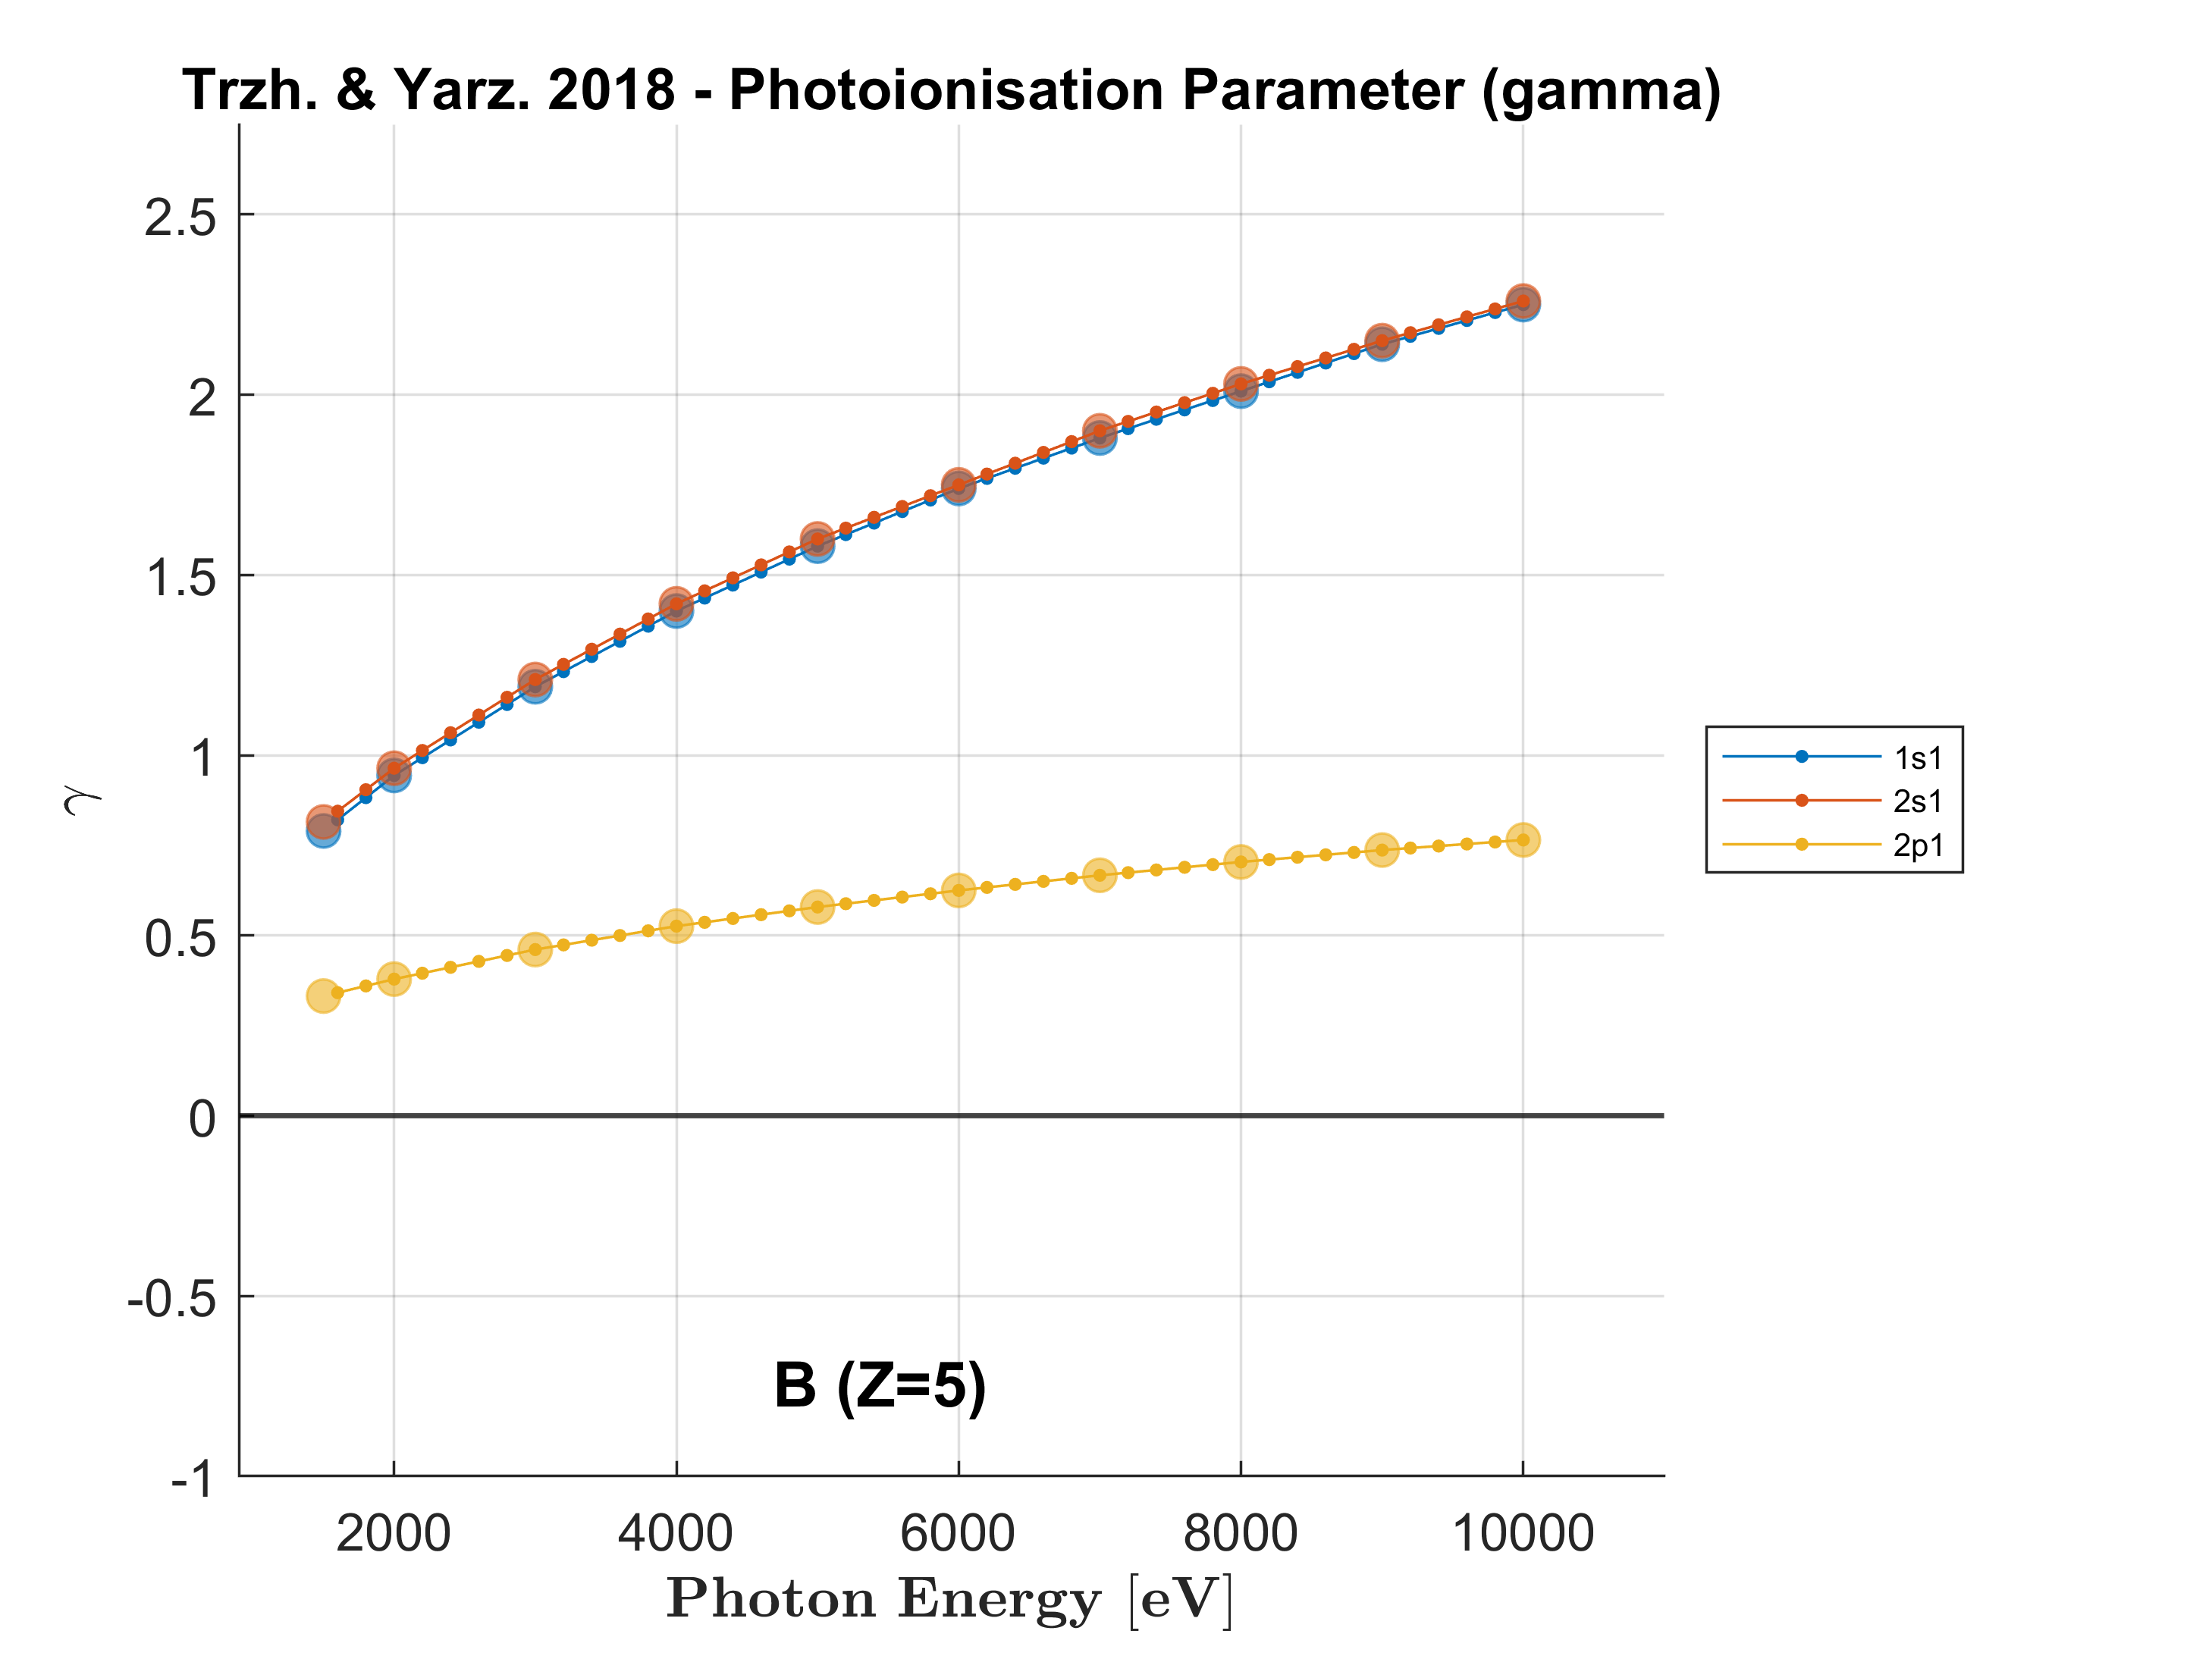 Trzh. & Yarz. 2018 - Photoionisation Parameter (gamma)
2.5
2
1.5
1
0.5
0
-0.5
-1
γ
1s1
2s1
2p1
B (Z=5)
2000 4000 6000 8000 10000
Photon Energy [eV]